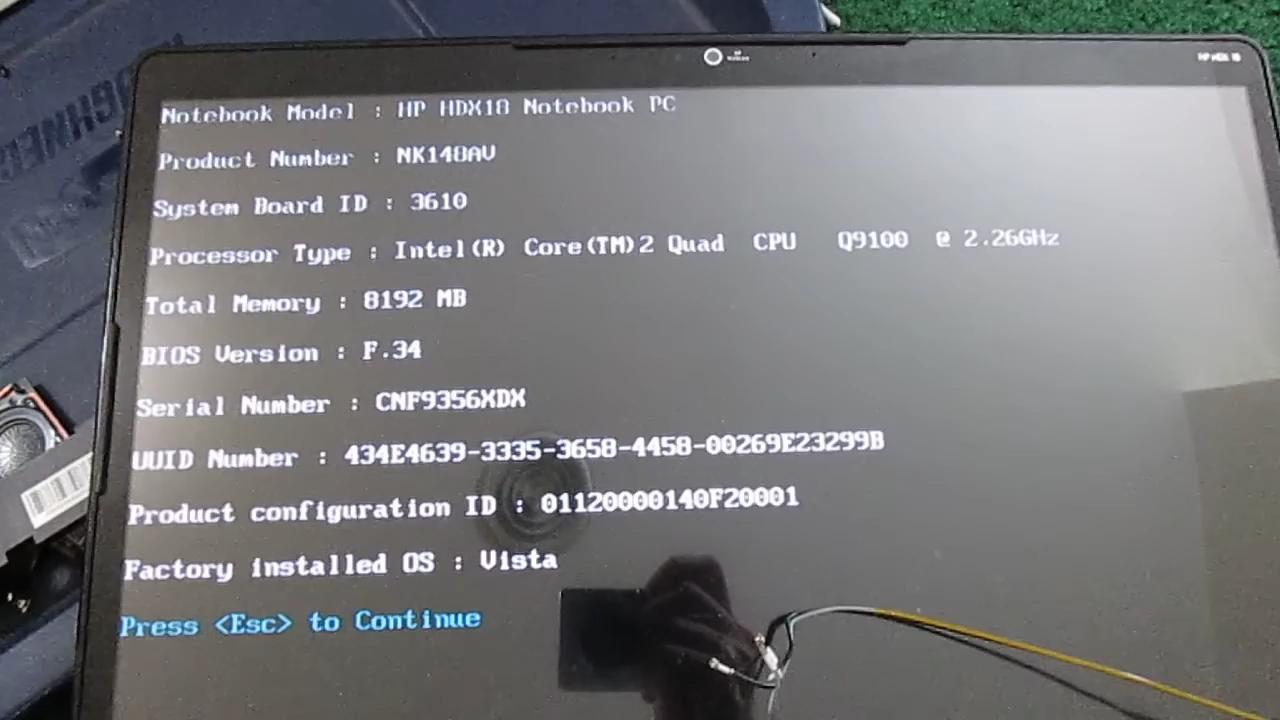 Notebook Model : HP HDX18 Notebook PC
Product Number : NK148AV
System Board ID : 3610
Processor Type : Intel(R) Core(TM)2 Quad CPU Q9100 @ 2.26GHz
Total Memory : 8192 MB
BIOS Version : F.34
Serial Number : CNF9356XDX
UUID Number : 434E4639-3335-3658-4458-00269E23299B
Product configuration ID : 01120000140F20001
Factory installed OS : Vista
Press <Esc> to Continue